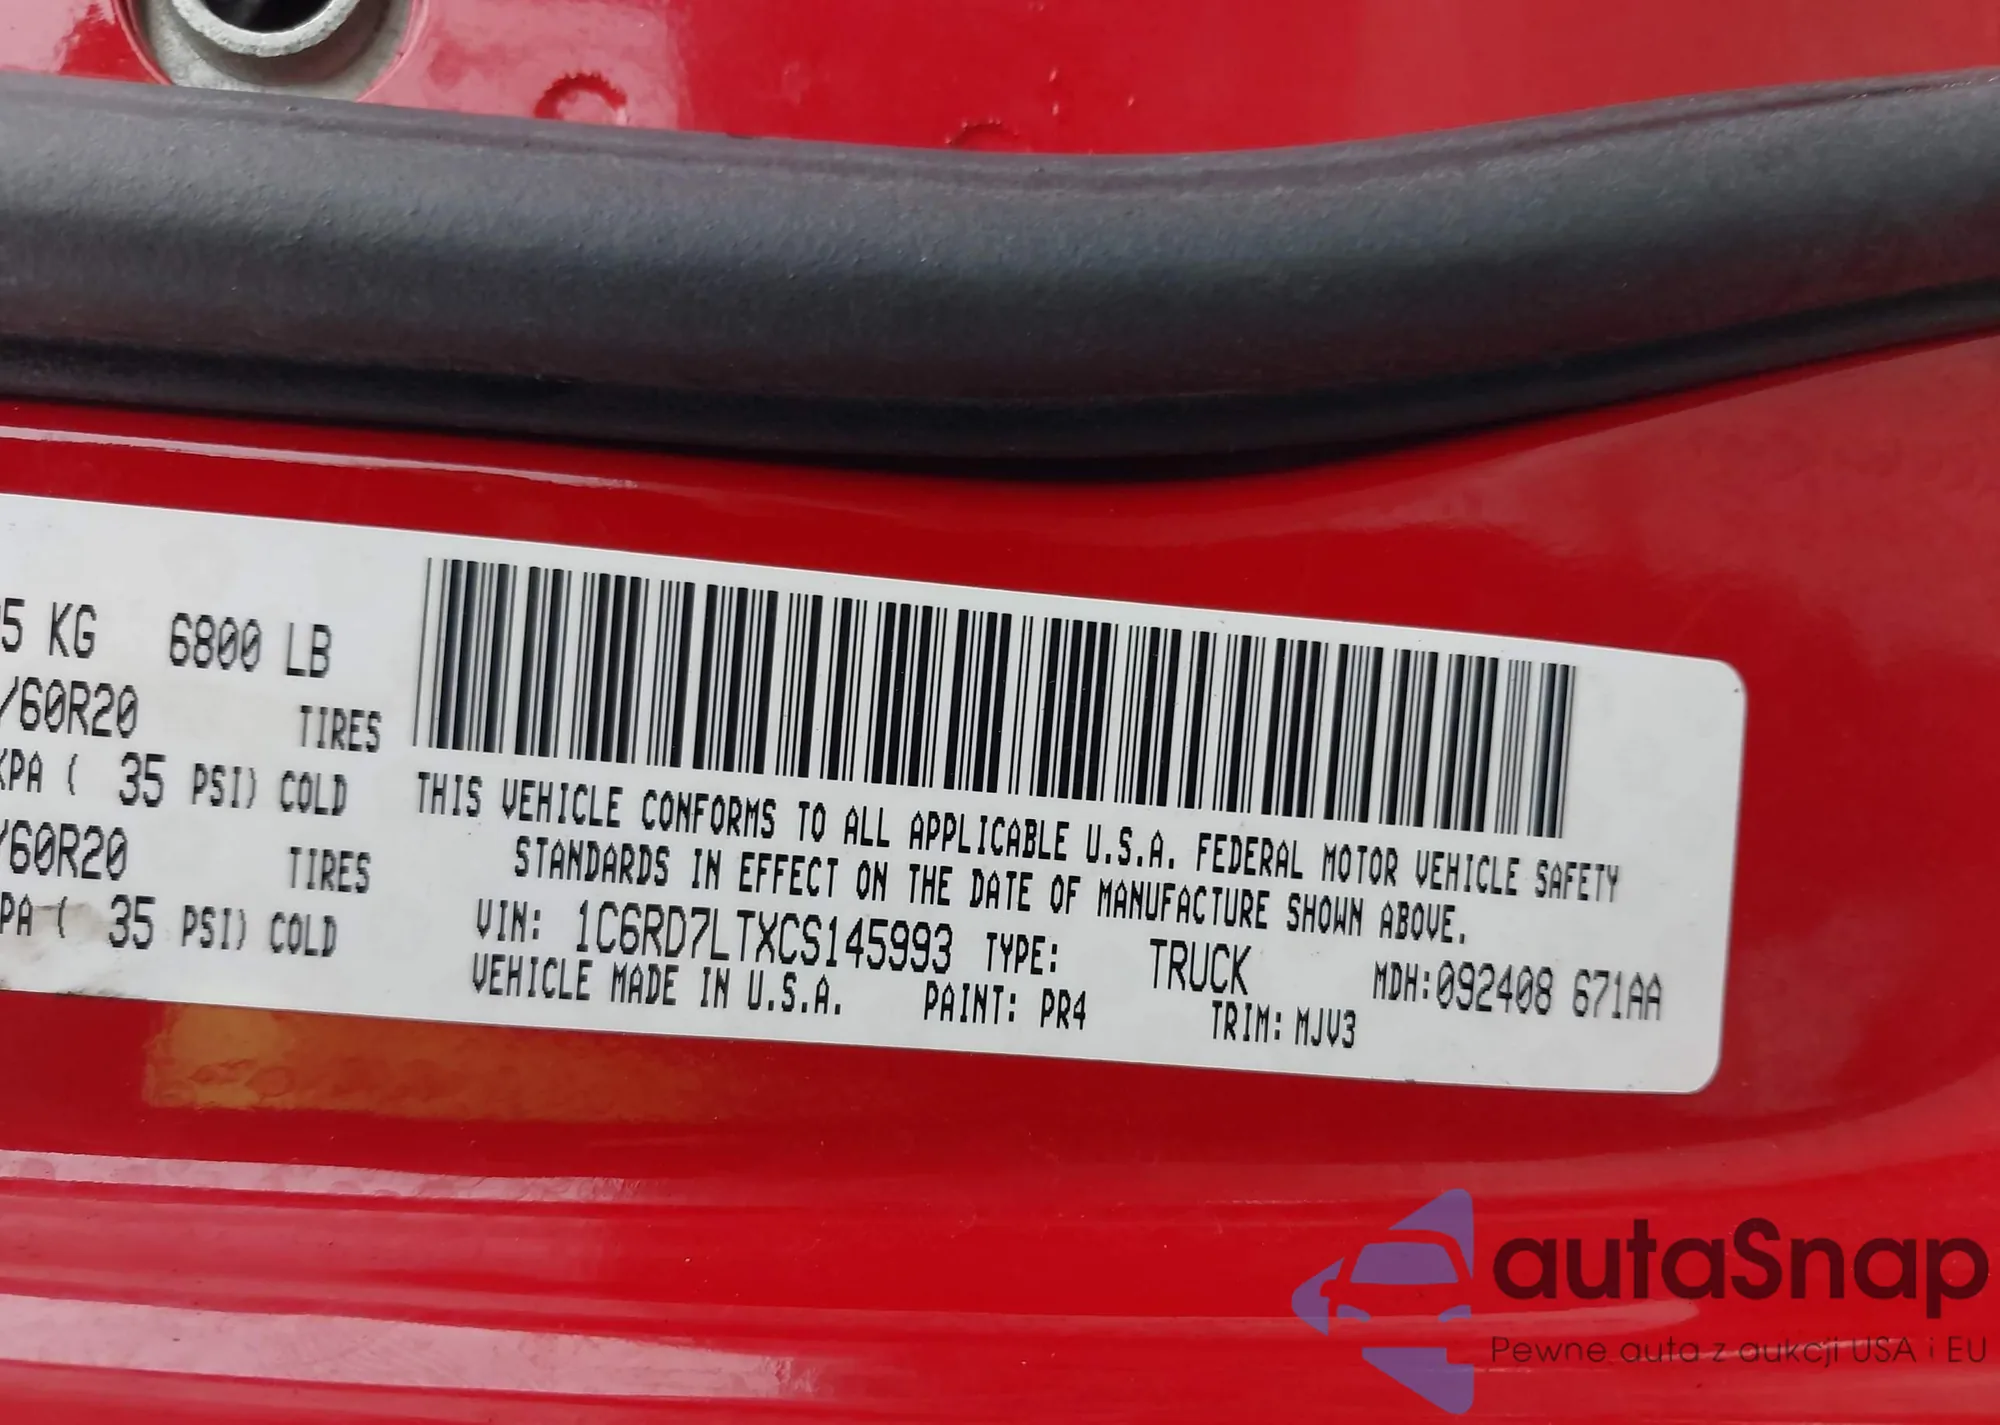 5 KG 6800 LB
/60R20 TIRES
KPA ( 35 PSI) COLD
/60R20 TIRES
PA ( 35 PSI) COLD
THIS VEHICLE CONFORMS TO ALL APPLICABLE U.S.A. FEDERAL MOTOR VEHICLE SAFETY
STANDARDS IN EFFECT ON THE DATE OF MANUFACTURE SHOWN ABOVE.
VIN: 1C6RD7LTXCS145993 TYPE: TRUCK MDH:092408 671AA
VEHICLE MADE IN U.S.A. PAINT: PR4 TRIM: MJV3
autaSnap
Pewne auta z aukcji USA i EU